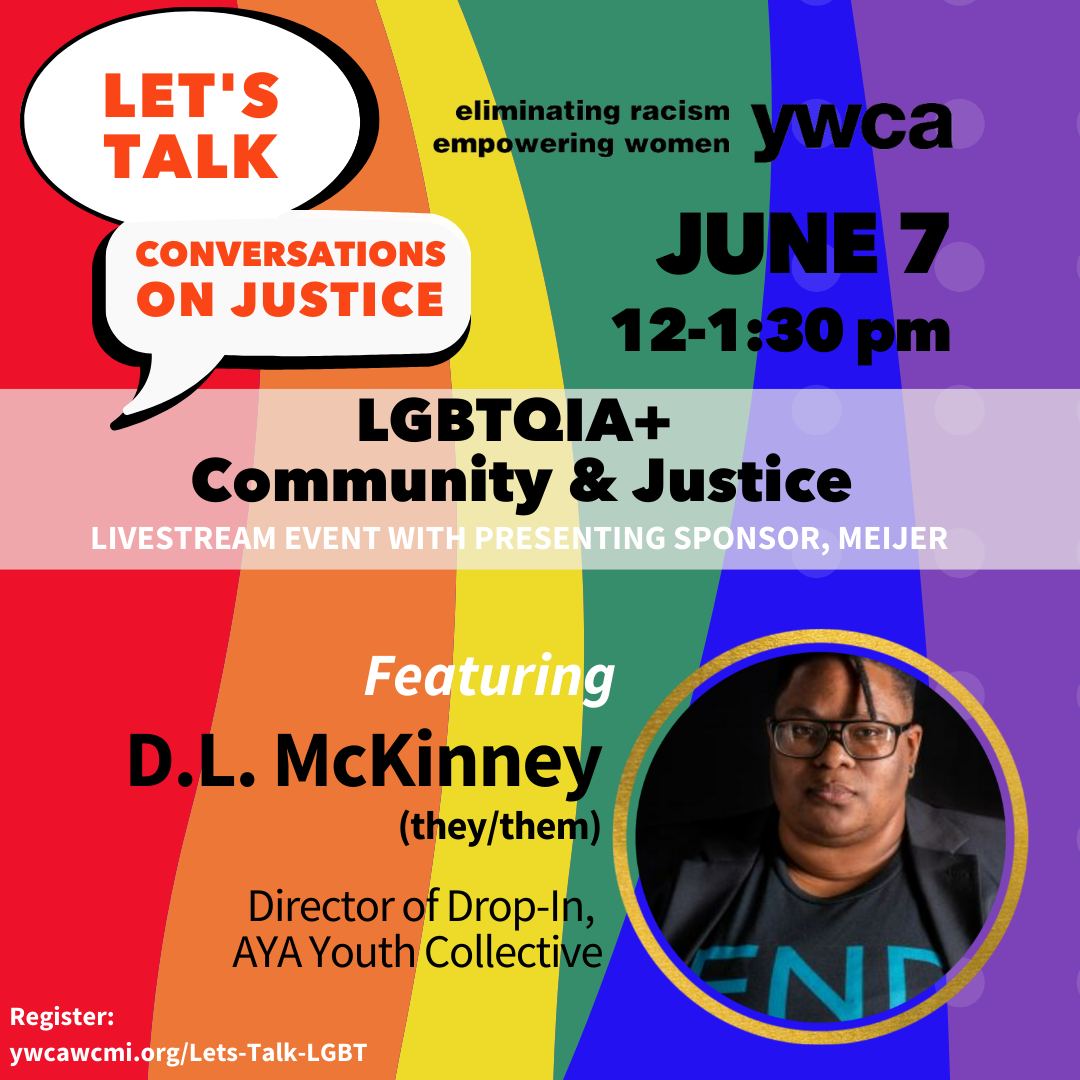 LET'S
TALK
CONVERSATIONS
ON JUSTICE
eliminating racism
empowering women
ywca
JUNE 7
12-1:30 pm
LGBTQIA+
Community & Justice
LIVESTREAM EVENT WITH PRESENTING SPONSOR, MEIJER
Featuring
D.L. McKinney
(they/them)
Director of Drop-In,
AYA Youth Collective
END
Register:
ywcawcmi.org/Lets-Talk-LGBT